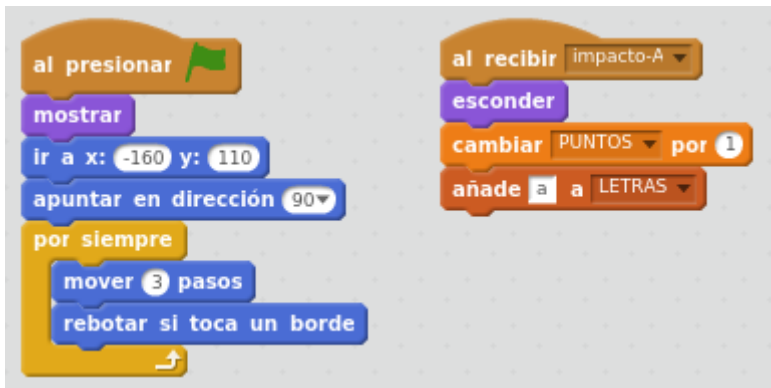 al presionar
mostrar
ir a x: -160 y: 110
apuntar en dirección 90
por siempre
mover 3 pasos
rebotar si toca un borde
al recibir impacto-A
esconder
cambiar PUNTOS por 1
añade a a LETRAS